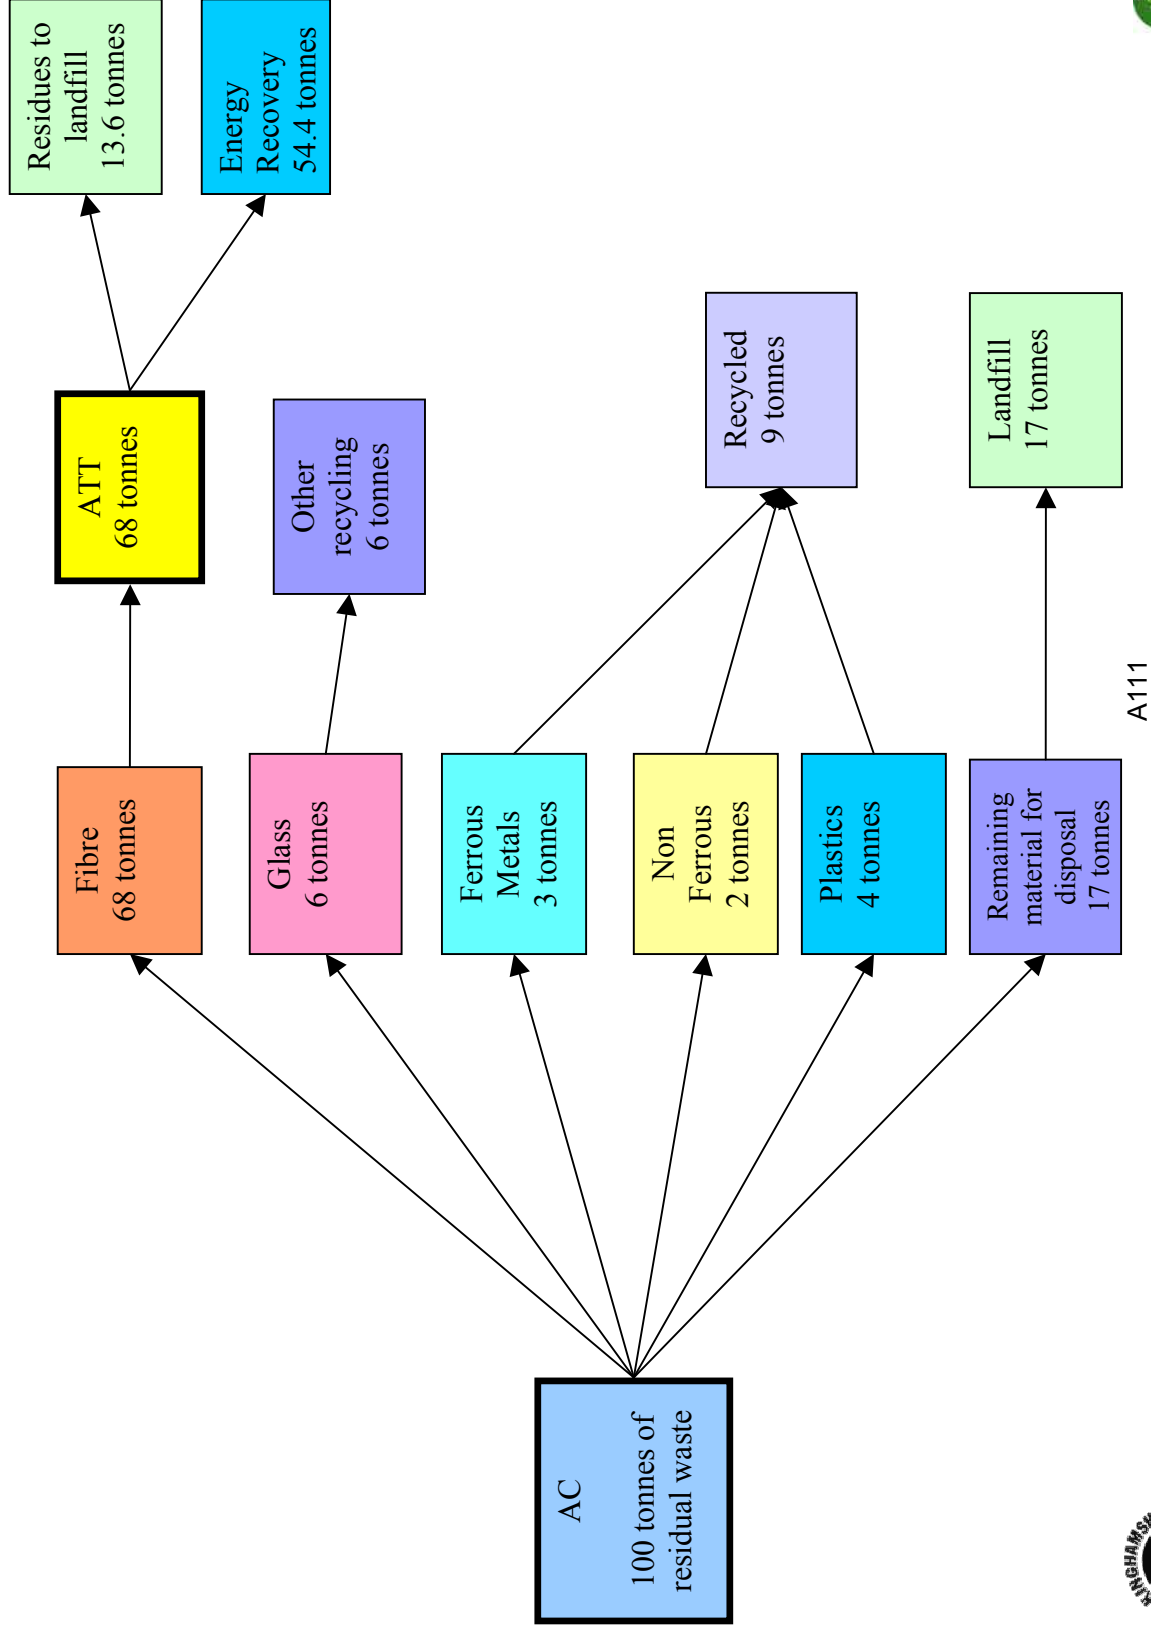 AC
100 tonnes of
residual waste
Fibre
68 tonnes
Glass
6 tonnes
Ferrous
Metals
3 tonnes
Non
Ferrous
2 tonnes
Plastics
4 tonnes
Remaining
material for
disposal
17 tonnes
ATT
68 tonnes
Other
recycling
6 tonnes
Recycled
9 tonnes
Landfill
17 tonnes
Residues to
landfill
13.6 tonnes
Energy
Recovery
54.4 tonnes
A111